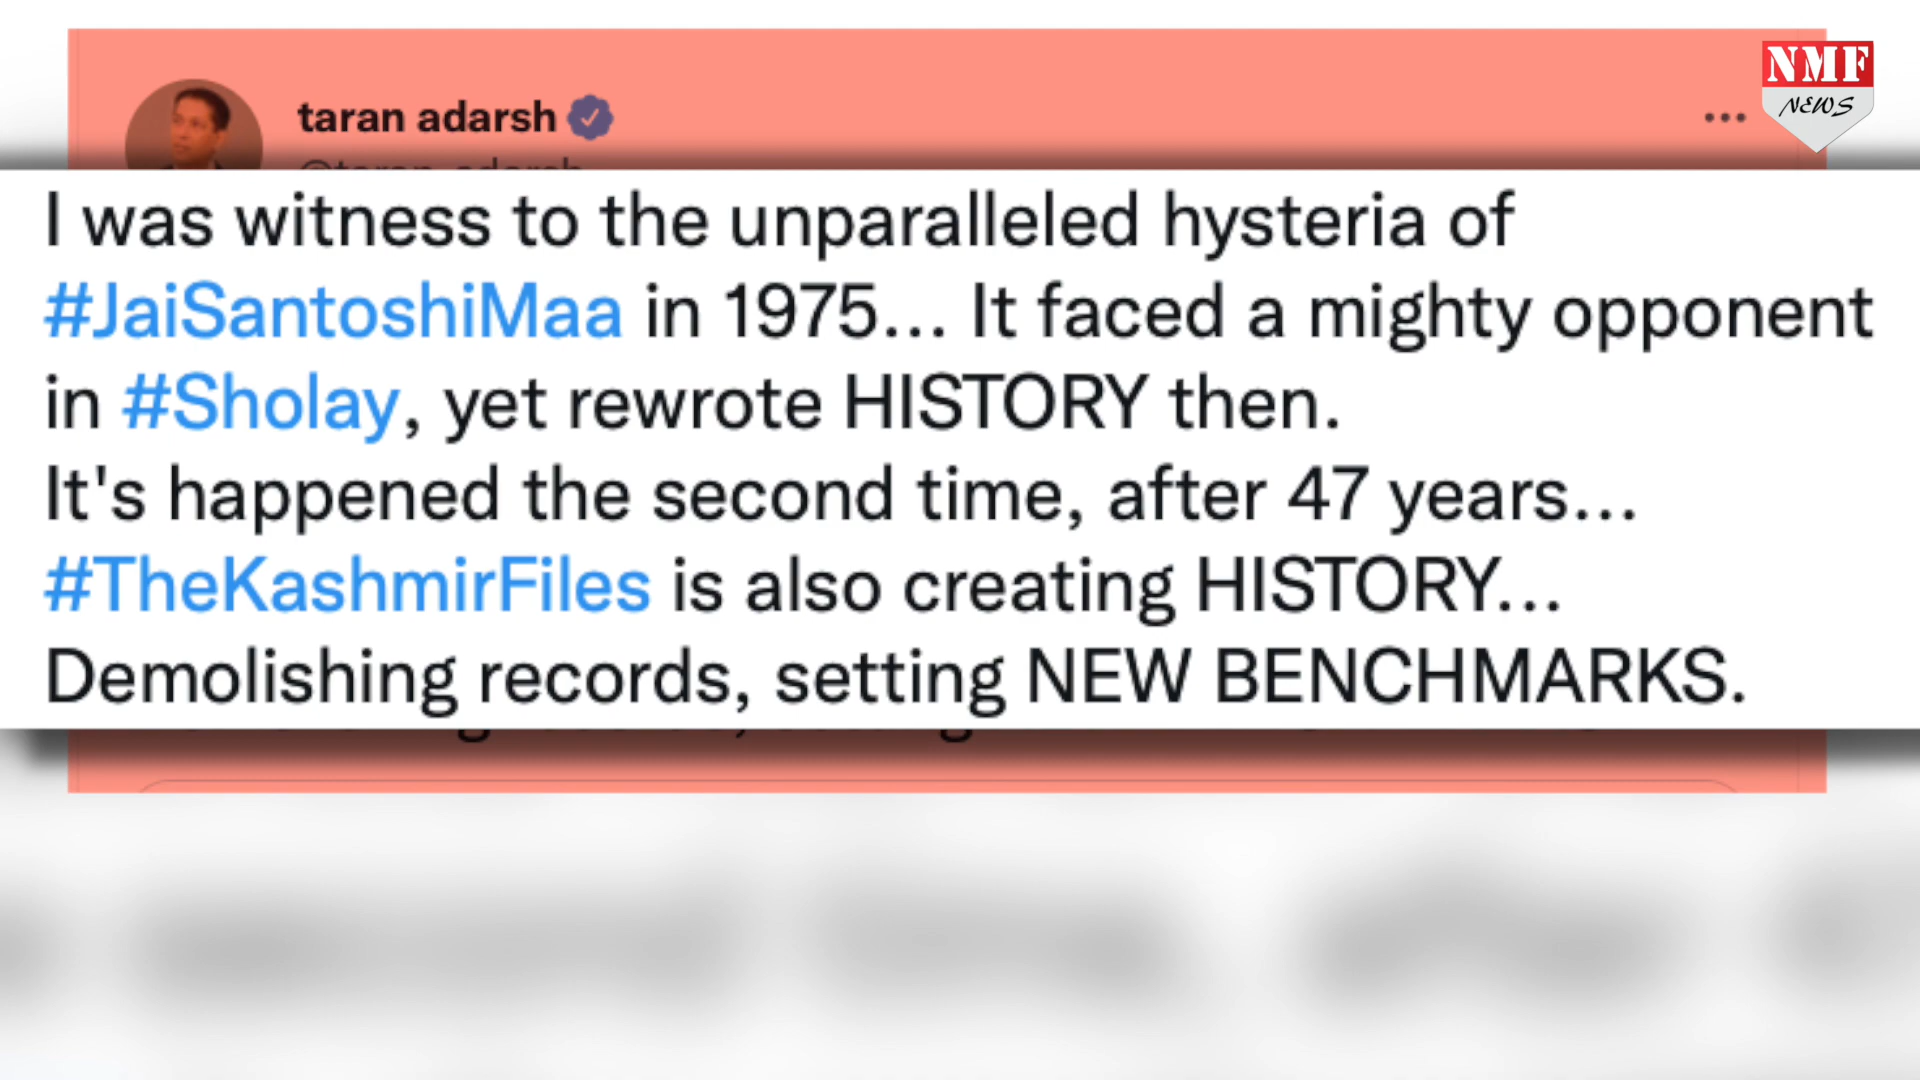 taran adarsh
NMF
NEWS
@taran_adarsh
I was witness to the unparalleled hysteria of
#JaiSantoshiMaa in 1975... It faced a mighty opponent
in #Sholay, yet rewrote HISTORY then.
It's happened the second time, after 47 years...
#TheKashmirFiles is also creating HISTORY...
Demolishing records, setting NEW BENCHMARKS.